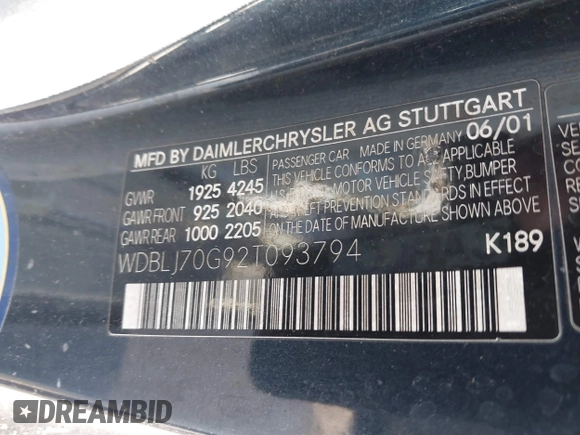 MFD BY DAIMLERCHRYSLER AG STUTTGART
KG LBS PASSENGER CAR MADE IN GERMANY 06/01
GVWR 1925 4245 THIS VEHICLE CONFORMS TO ALL APPLICABLE
GAWR FRONT 925 2040 MOTOR VEHICLE SAFETY, BUMPER
GAWR REAR 1000 2205 THEFT PREVENTION STANDARDS IN EFFECT
ON THE DATE OF MANUFACTURE SHOWN ABOVE
WDBLJ70G92T093794 K189
DREAMBID